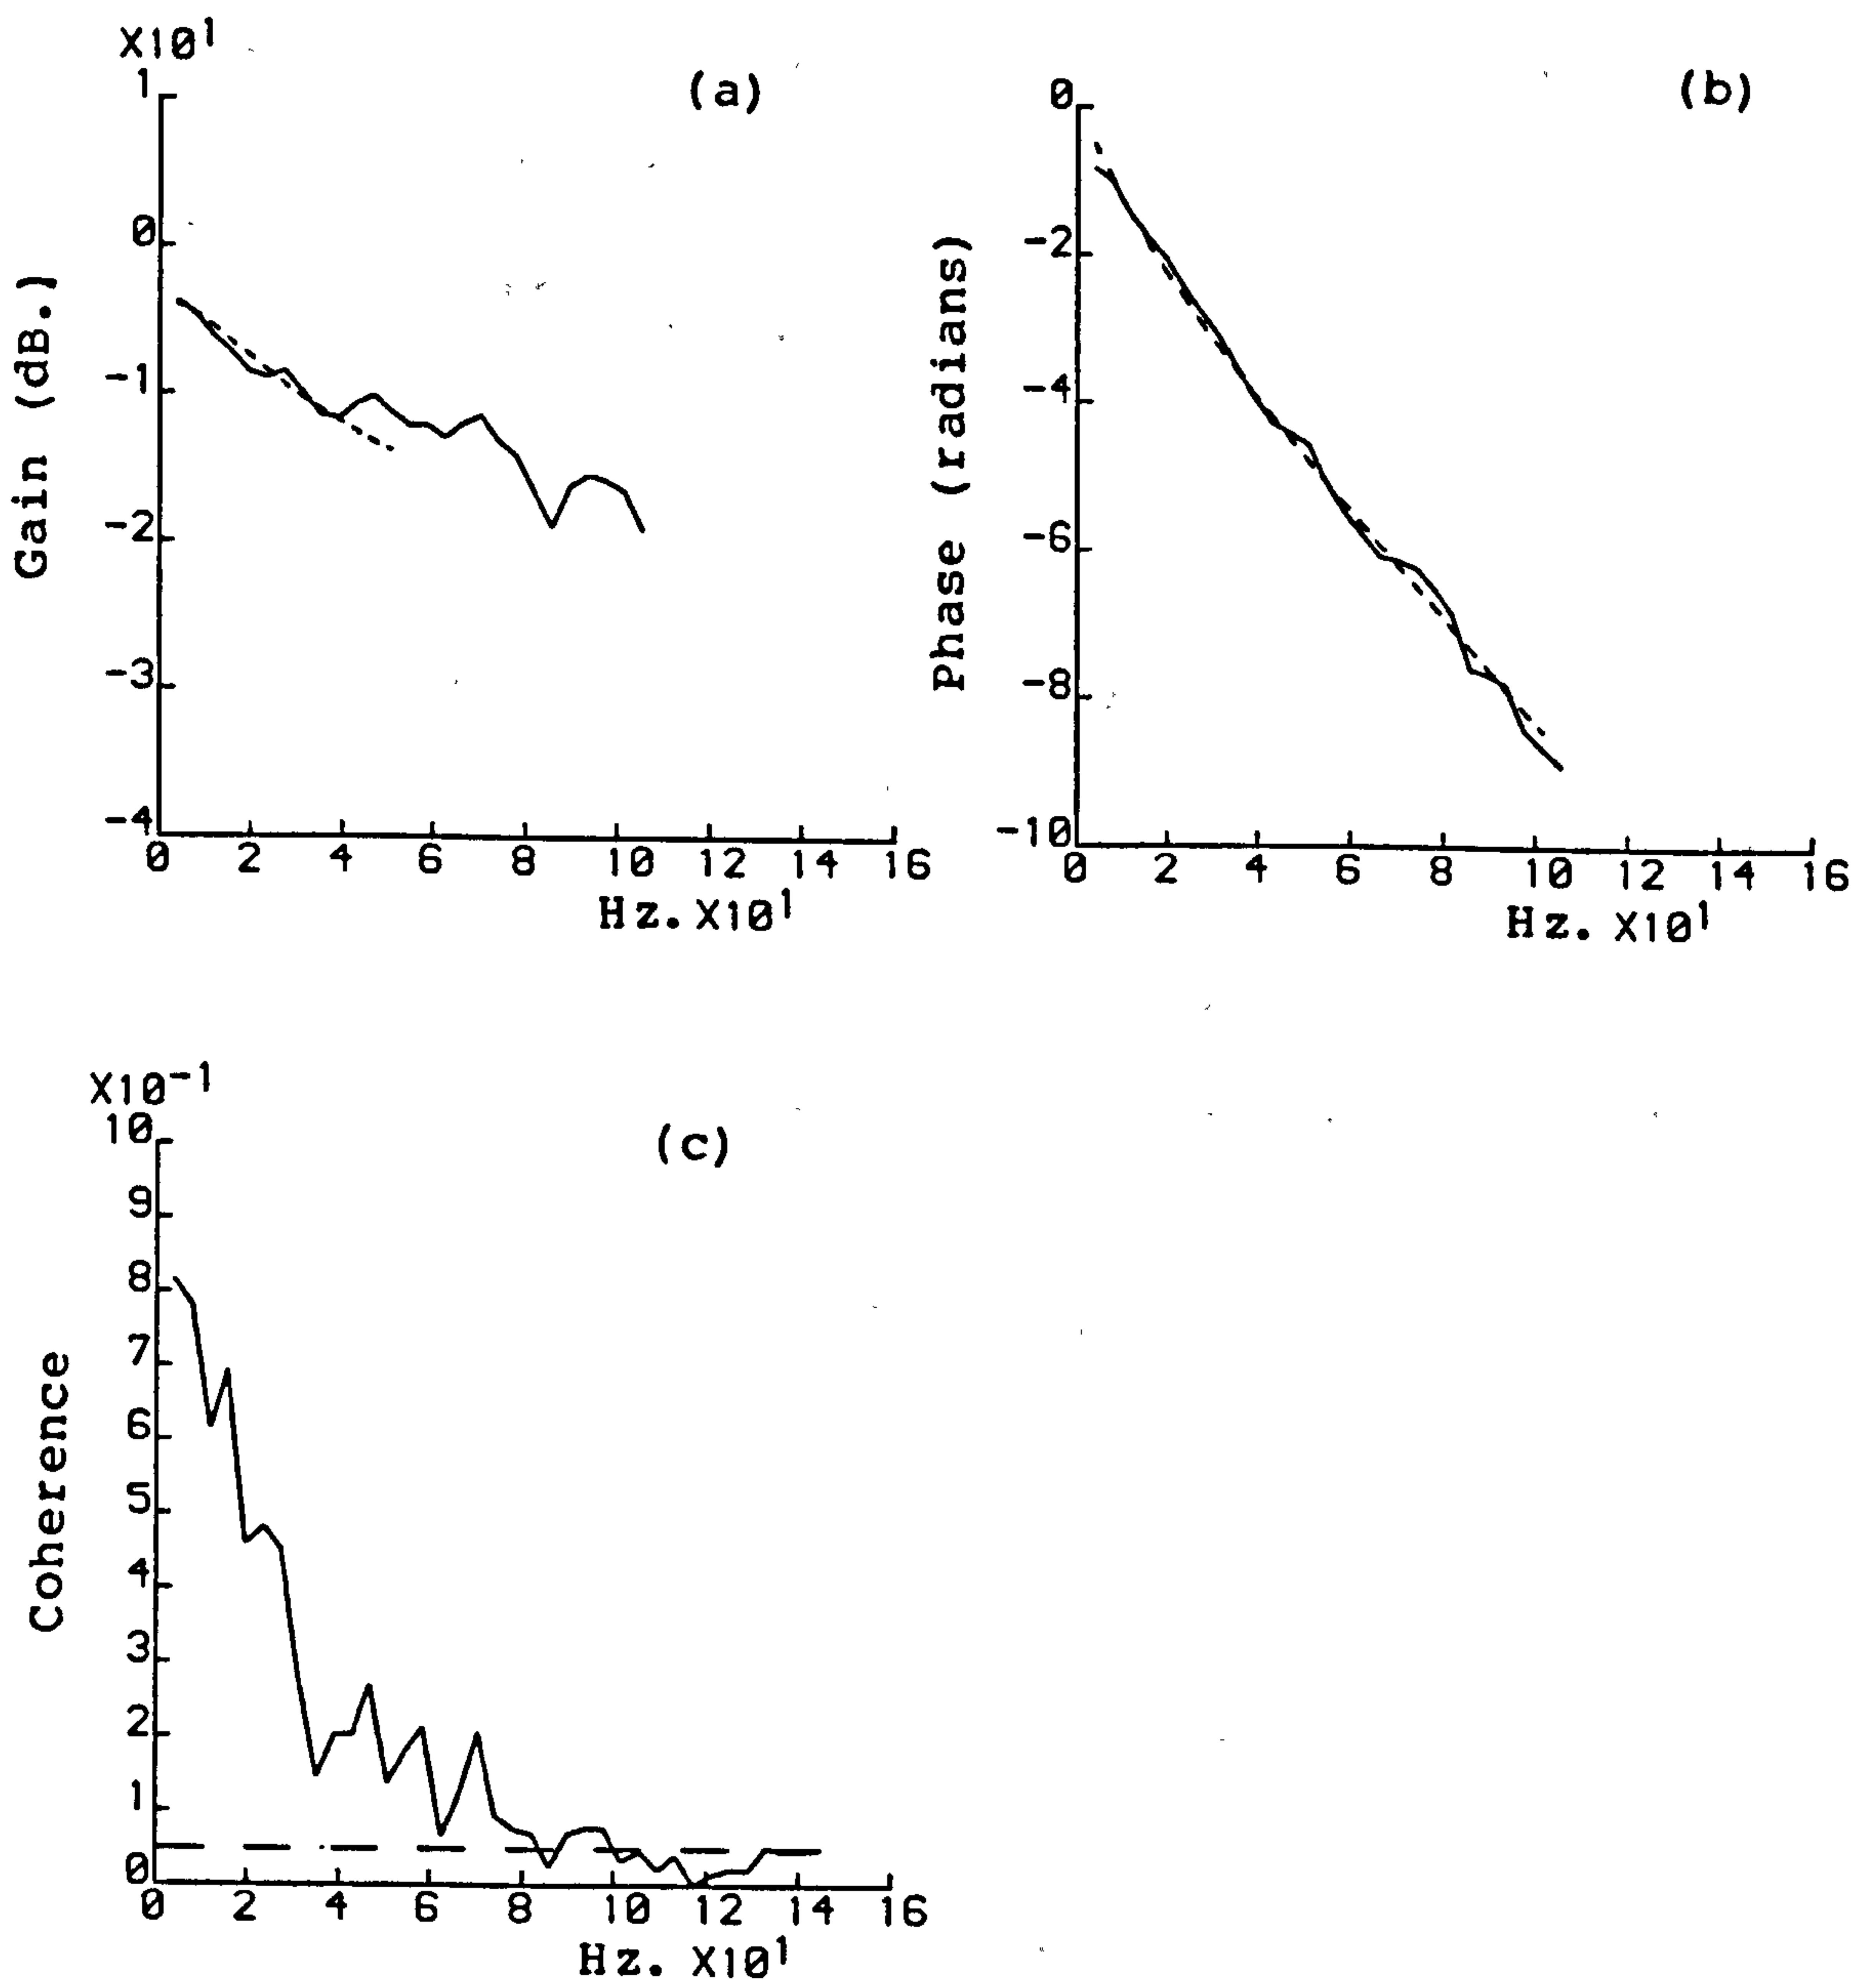 X10¹
(a)
1
0
-1
-2
-3
-4
Gain (dB.)
0 2 4 6 8 10 12 14 16
Hz. X10¹
(b)
0
-2
-4
-6
-8
-10
Phase (radians)
0 2 4 6 8 10 12 14 16
Hz. X10¹
X10⁻¹
(c)
10
9
8
7
6
5
4
3
2
1
0
Coherence
0 2 4 6 8 10 12 14 16
Hz. X10¹